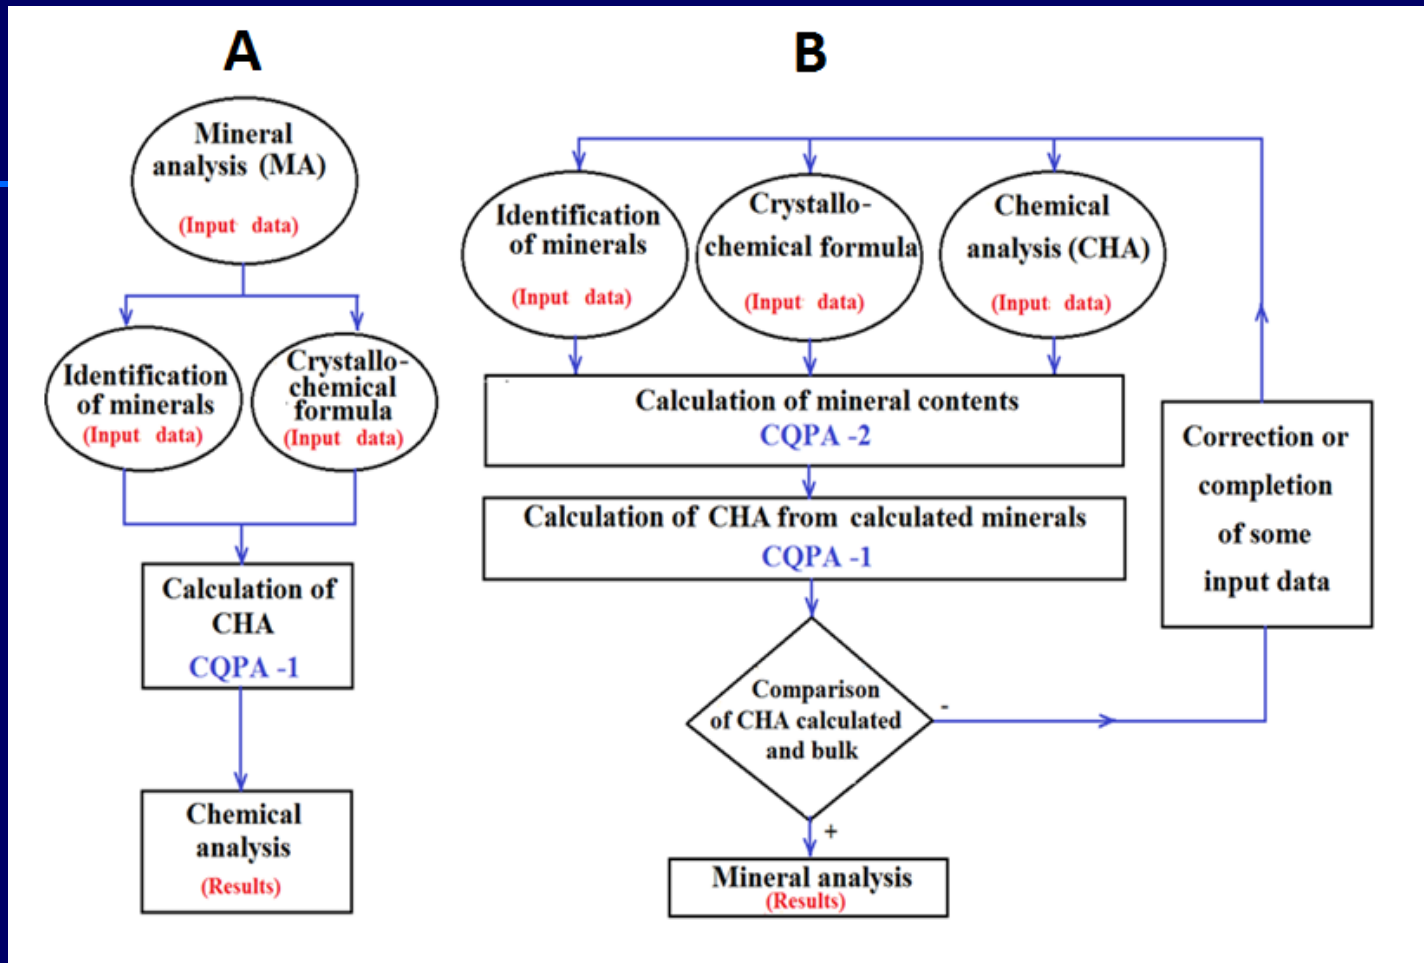 A
Mineral
analysis (MA)
(Input data)
Identification
of minerals
(Input data)
Crystallo-
chemical
formula
(Input data)
Calculation of
CHA
CQPA -1
Chemical
analysis
(Results)
B
Identification
of minerals
(Input data)
Crystallo-
chemical formula
(Input data)
Chemical
analysis (CHA)
(Input data)
Calculation of mineral contents
CQPA -2
Calculation of CHA from calculated minerals
CQPA -1
Comparison
of CHA calculated
and bulk
-
+
Correction or
completion
of some
input data
Mineral analysis
(Results)